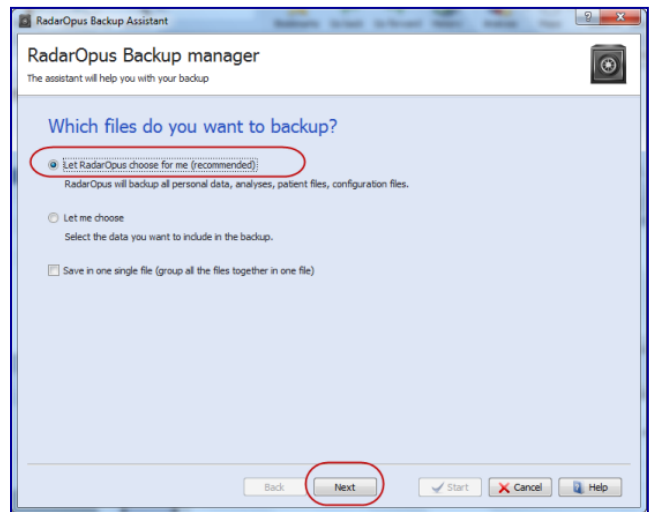 RadarOpus Backup Assistant
RadarOpus Backup manager
The assistant will help you with your backup
Which files do you want to backup?
Let RadarOpus choose for me (recommended)
RadarOpus will backup all personal data, analyses, patient files, configuration files.
Let me choose
Select the data you want to include in the backup.
Save in one single file (group all the files together in one file)
Back Next Start Cancel Help